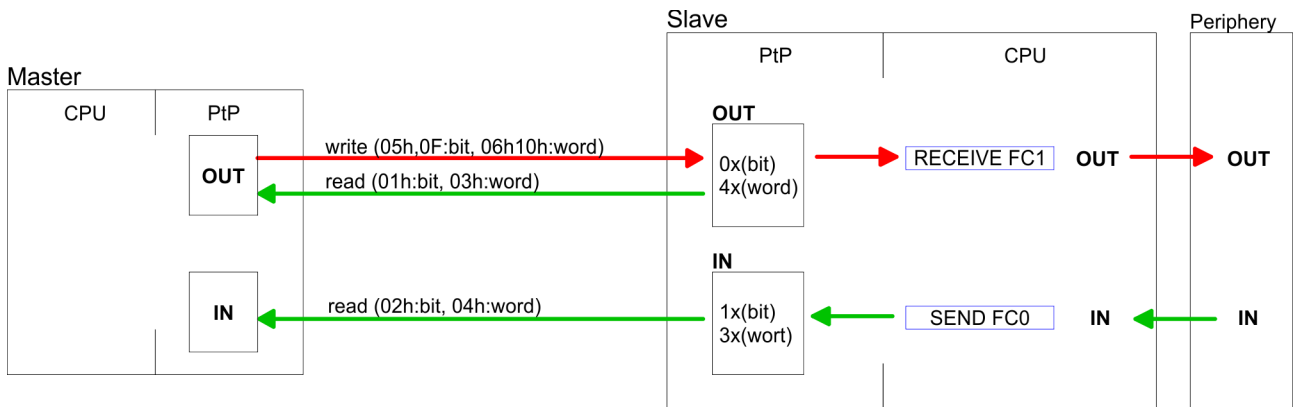 Slave
Periphery
PtP
CPU
Master
CPU
PtP
OUT
write (05h,0F:bit, 06h10h:word)
OUT
read (01h:bit, 03h:word)
0x(bit)
4x(word)
RECEIVE FC1
OUT
OUT
IN
IN
read (02h:bit, 04h:word)
1x(bit)
3x(wort)
SEND FC0
IN
IN